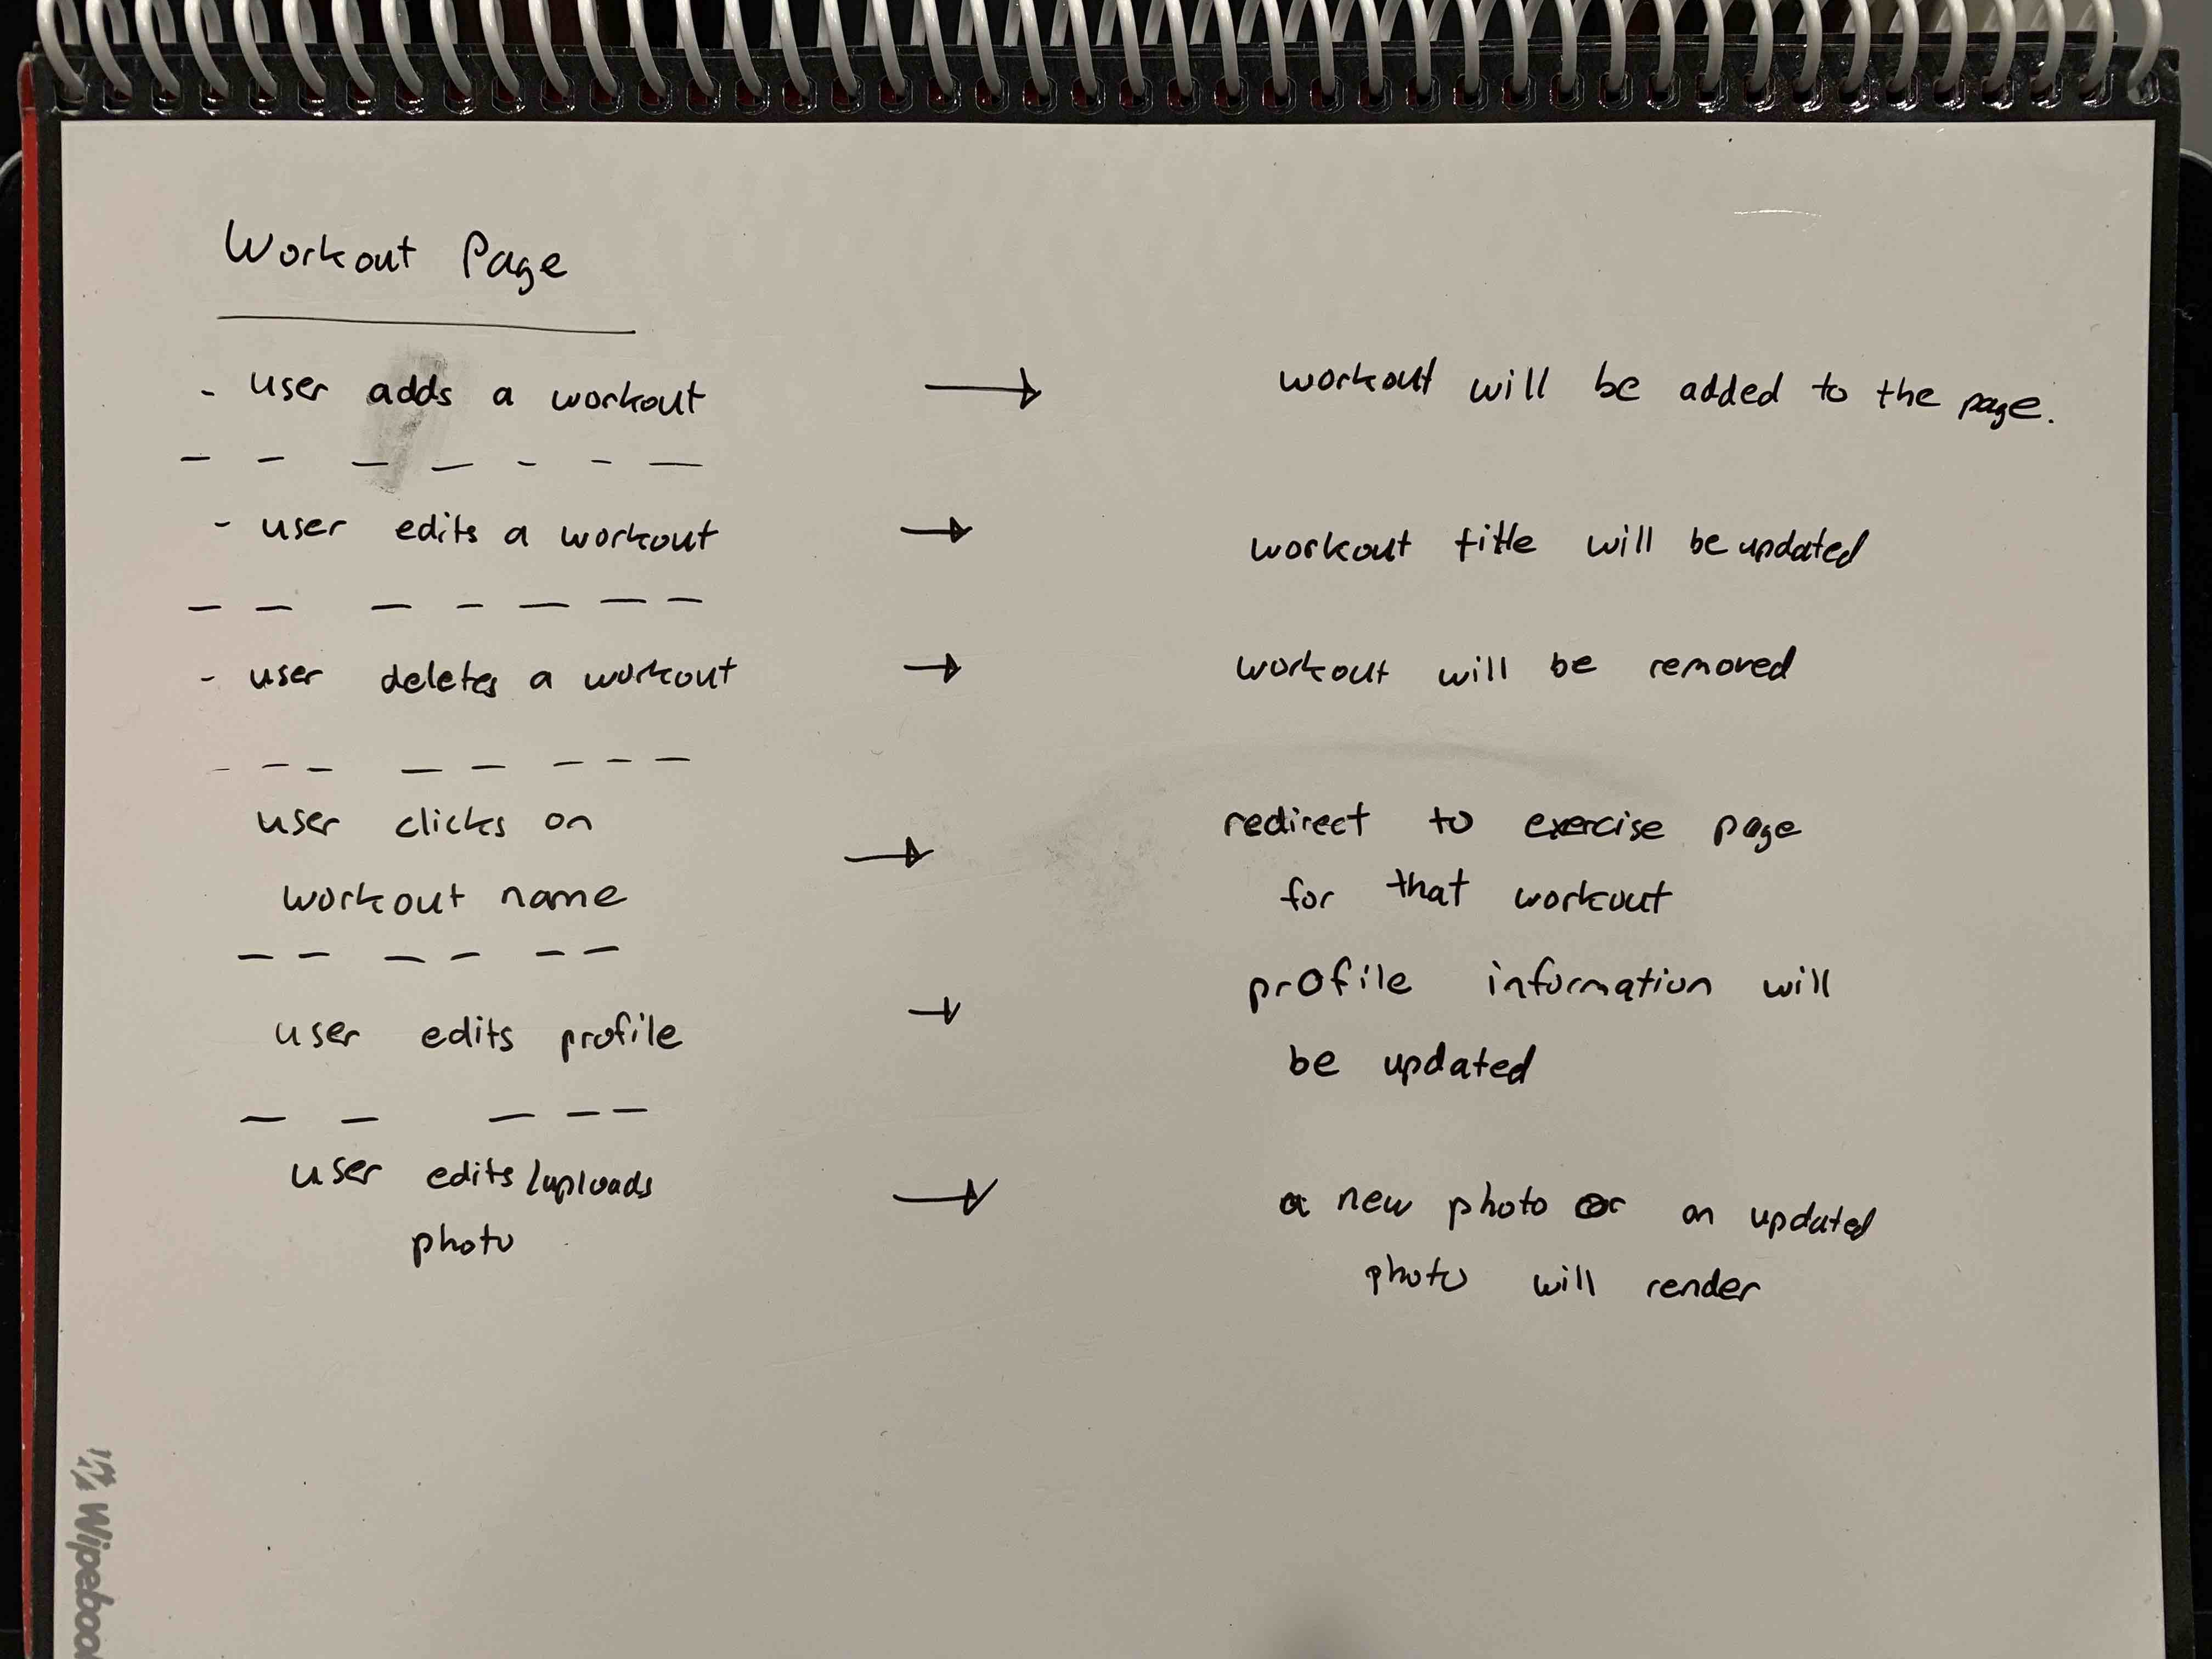 Workout Page
- user adds a workout → workout will be added to the page.
- user edits a workout → workout title will be updated
- user deletes a workout → workout will be removed
user clicks on
workout name
→
redirect to exercise page
for that workout
user edits profile
→
profile information will
be updated
user edits/uploads
photo
→
a new photo or an updated
photo will render
Wipeboo